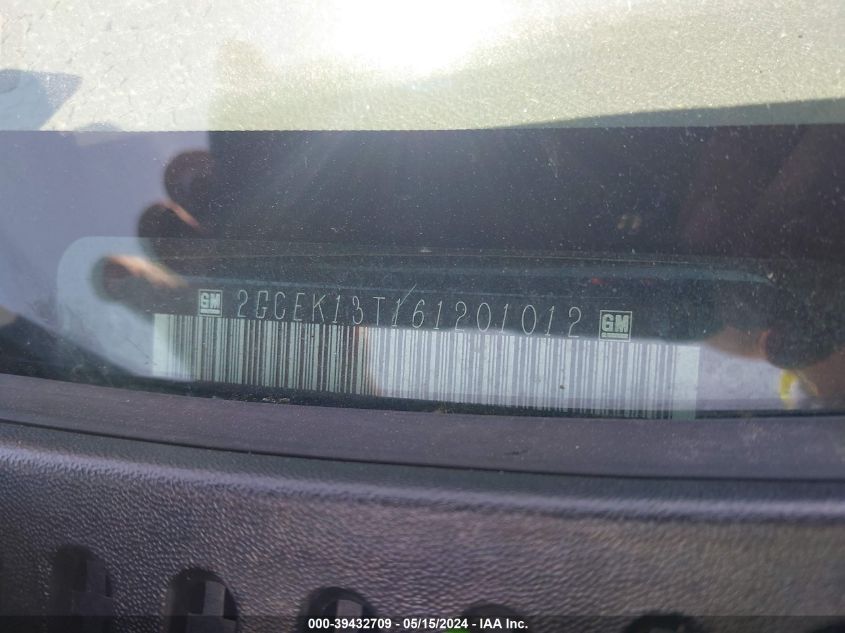 GM 2GCEK13T161201012 GM
000-39432709 - 05/15/2024 - IAA Inc.